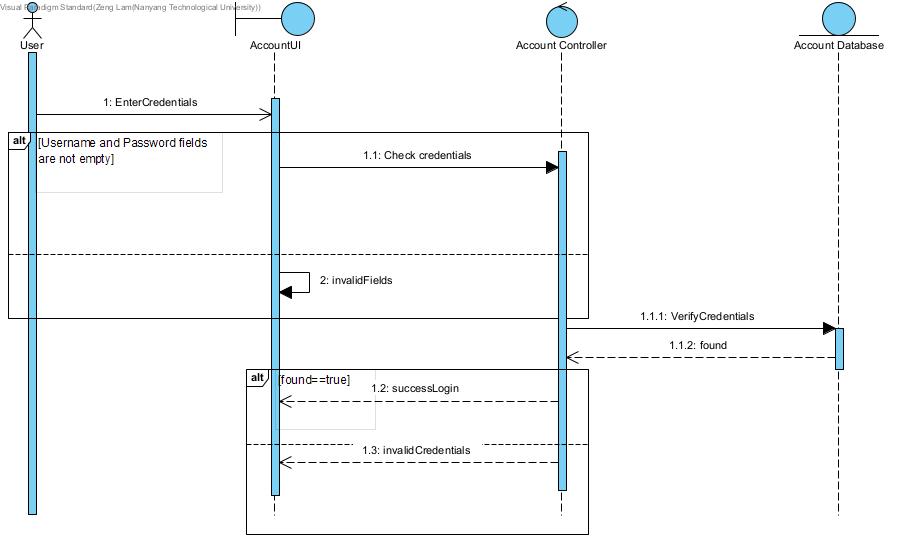 Visual Paradigm Standard(Zeng Lam(Nanyang Technological University))
User
AccountUI
Account Controller
Account Database
1: EnterCredentials
alt
[Username and Password fields
are not empty]
1.1: Check credentials
2: invalidFields
1.1.1: VerifyCredentials
1.1.2: found
alt
[found==true]
1.2: successLogin
1.3: invalidCredentials